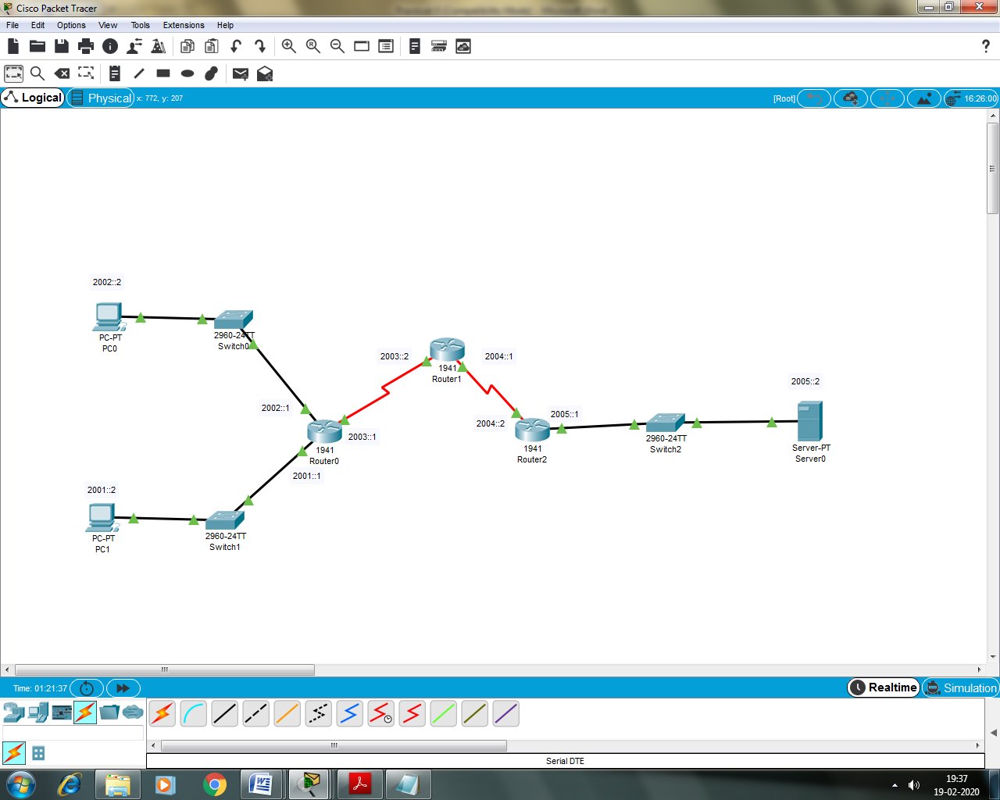 Cisco Packet Tracer
File Edit Options View Tools Extensions Help
?
Logical Physical x: 772, y: 207 [Root] 16:26:00
2002::2
PC-PT
PC0
2960-24TT
Switch0
2003::2
1941
Router1
2004::1
2002::1
1941
Router0
2003::1
2001::1
2004::2
2005::1
1941
Router2
2960-24TT
Switch2
2005::2
Server-PT
Server0
2001::2
PC-PT
PC1
2960-24TT
Switch1
Time: 01:21:37 Realtime Simulation
Serial DTE
19:37
19-02-2020